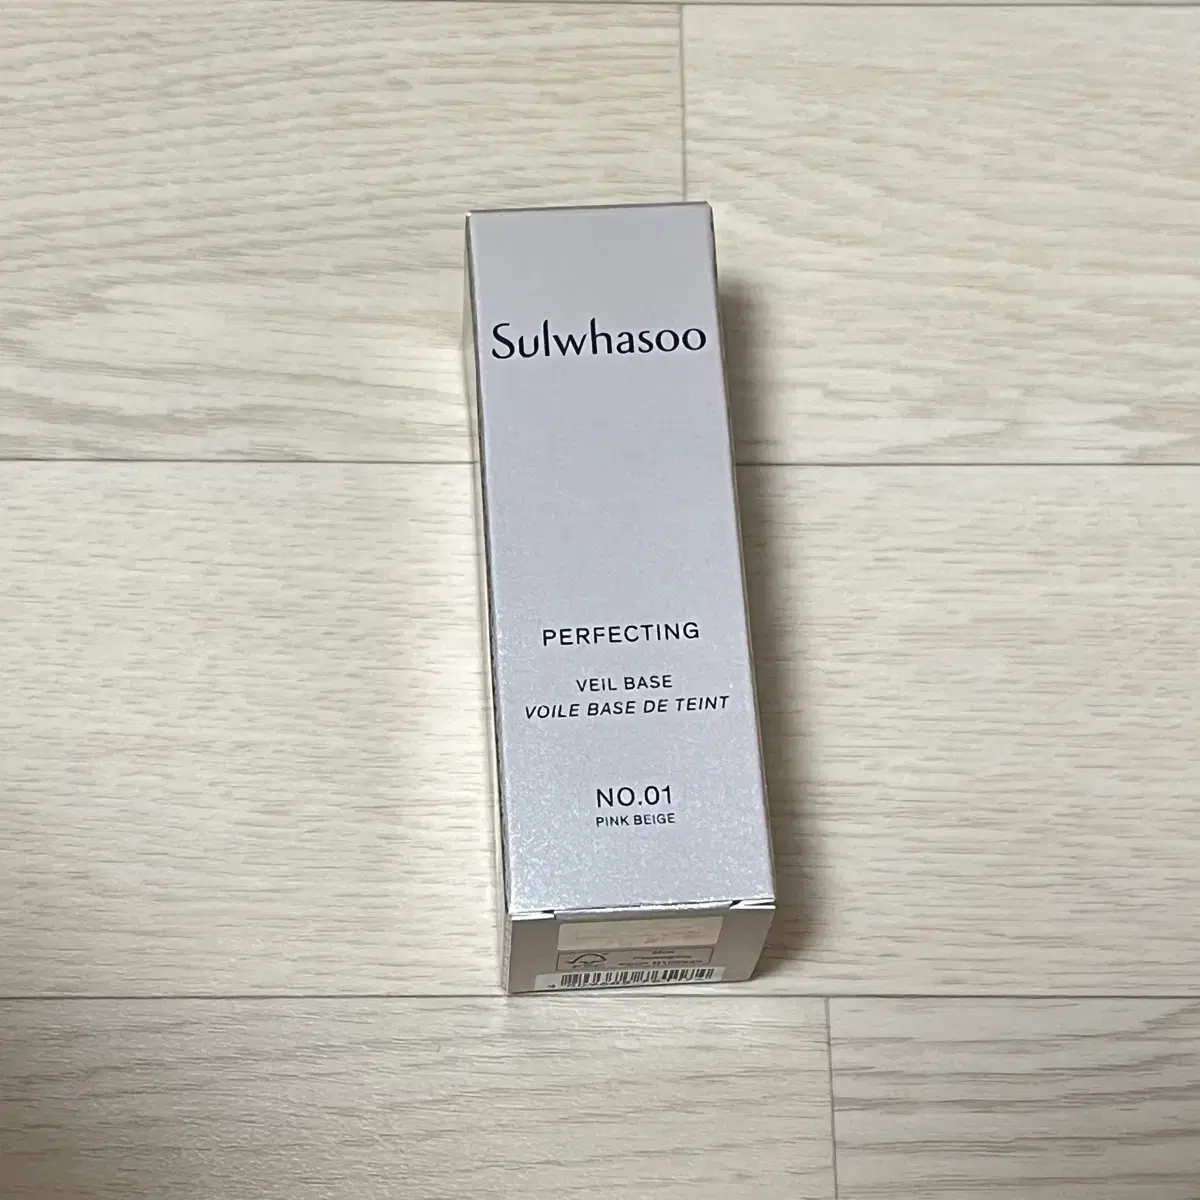 Sulwhasoo
PERFECTING
VEIL BASE
VOILE BASE DE TEINT
NO.01
PINK BEIGE